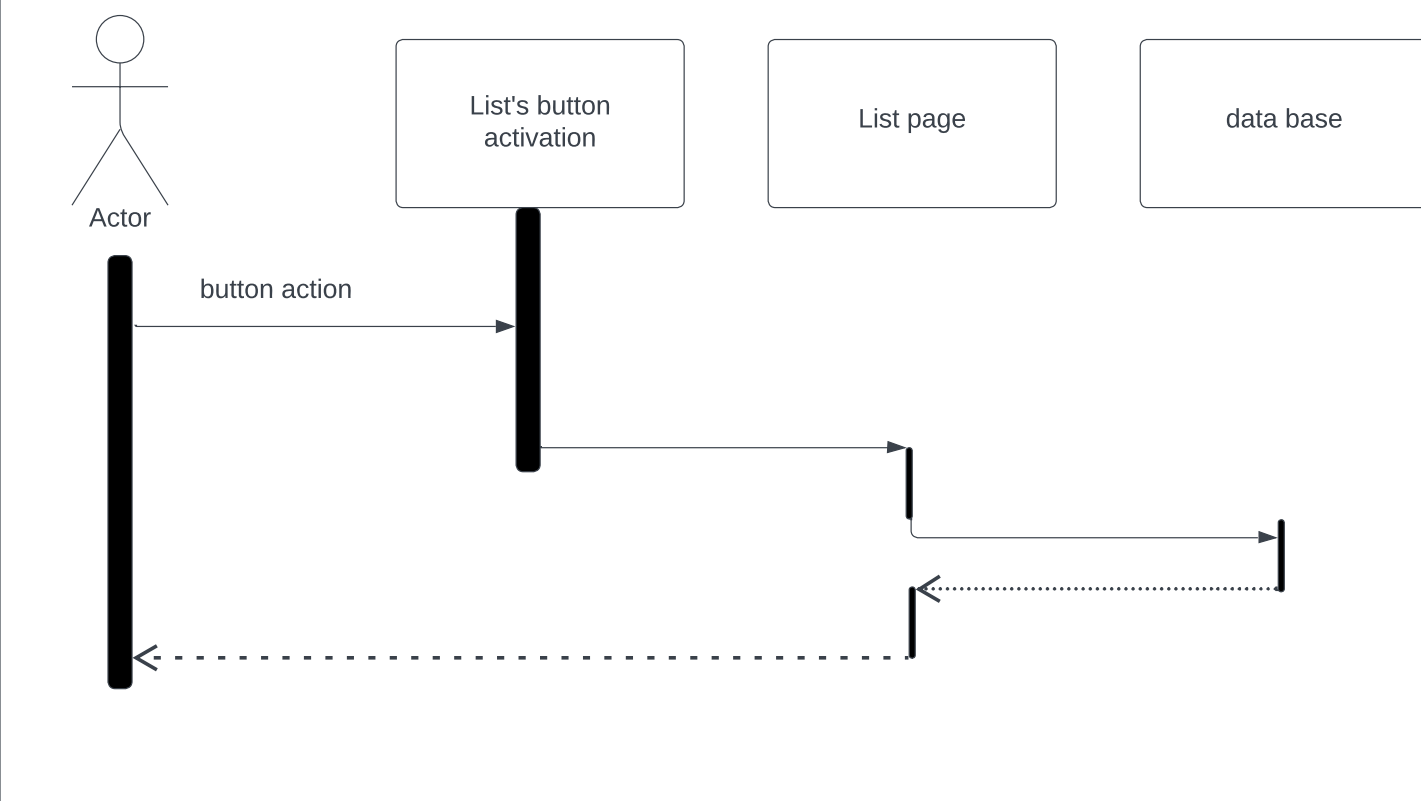 List's button
activation
List page
data base
Actor
button action